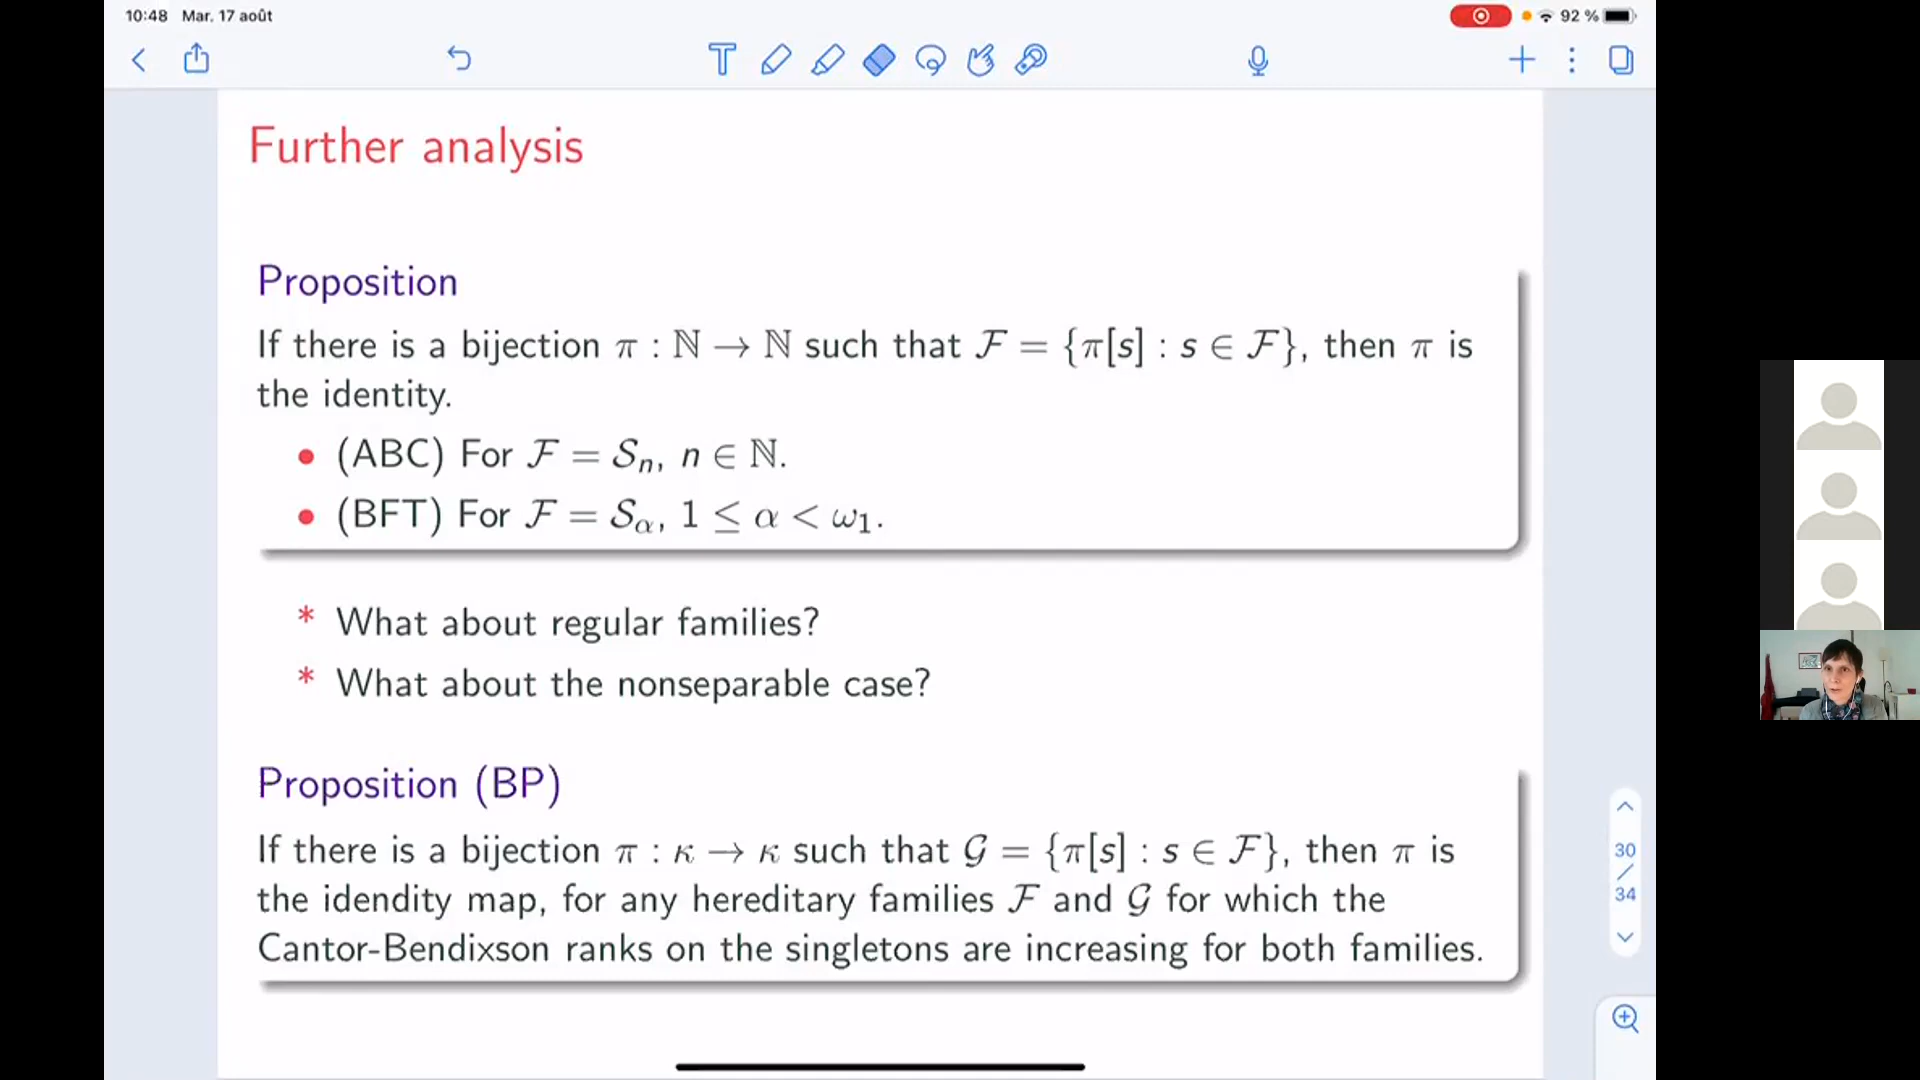 10:48 Mar. 17 août
92 %
Further analysis
Proposition
If there is a bijection π : ℕ → ℕ such that ℱ = {π[s] : s ∈ ℱ}, then π is
the identity.
• (ABC) For ℱ = 𝒮ₙ, n ∈ ℕ.
• (BFT) For ℱ = 𝒮_α, 1 ≤ α < ω₁.
* What about regular families?
* What about the nonseparable case?
Proposition (BP)
If there is a bijection π : κ → κ such that 𝒢 = {π[s] : s ∈ ℱ}, then π is
the idendity map, for any hereditary families ℱ and 𝒢 for which the
Cantor-Bendixson ranks on the singletons are increasing for both families.
30
/
34